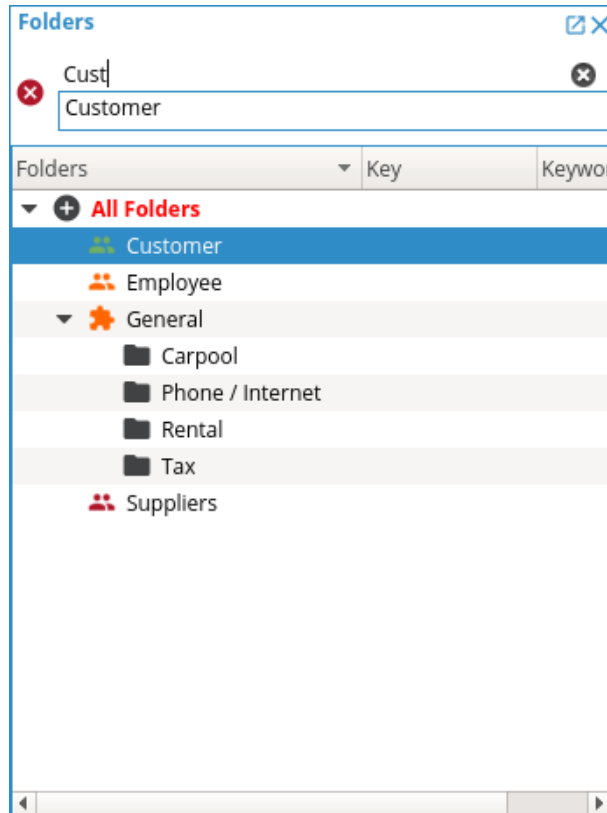 Folders
Cust
Customer
Folders Key Keywor
All Folders
Customer
Employee
General
Carpool
Phone / Internet
Rental
Tax
Suppliers